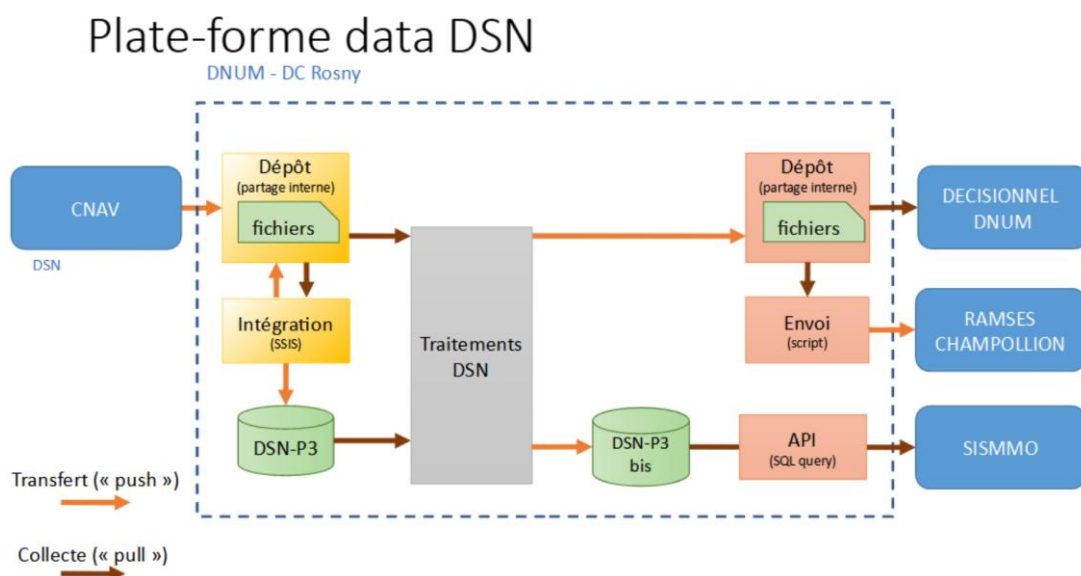 Plate-forme data DSN
DNUM - DC Rosny
CNAV
DSN
Dépôt
(partage interne)
fichiers
Intégration
(SSIS)
DSN-P3
Traitements
DSN
Dépôt
(partage interne)
fichiers
Envoi
(script)
DSN-P3
bis
API
(SQL query)
DÉCISIONNEL
DNUM
RAMSES
CHAMPOLLION
SISMMO
Transfert (« push »)
Collecte (« pull »)